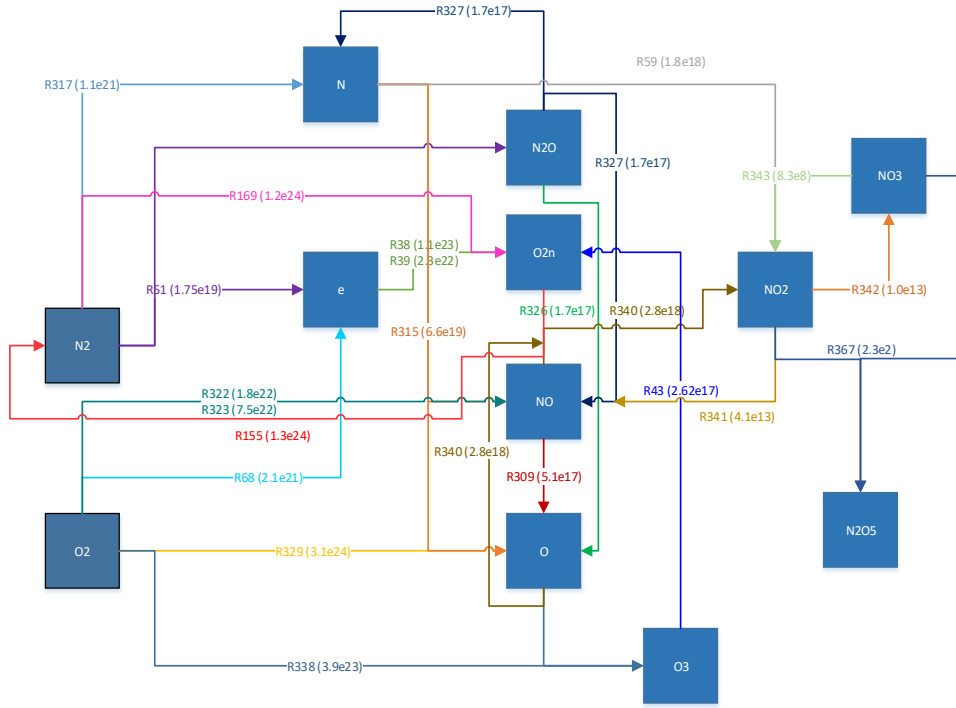 R327 (1.7e17)
R59 (1.8e18)
R317 (1.1e21)
N
N2O
R327 (1.7e17)
R343 (8.3e8)
NO3
R169 (1.2e24)
R38 (1.1e23)
R39 (2.3e22)
O2n
R51 (1.75e19)
e
NO2
R342 (1.0e13)
R326 (1.7e17)
R340 (2.8e18)
R315 (6.6e19)
N2
R367 (2.3e2)
R322 (1.8e22)
R323 (7.5e22)
NO
R43 (2.62e17)
R341 (4.1e13)
R155 (1.3e24)
R340 (2.8e18)
R68 (2.1e21)
R309 (5.1e17)
N2O5
O2
R329 (3.1e24)
O
R338 (3.9e23)
O3